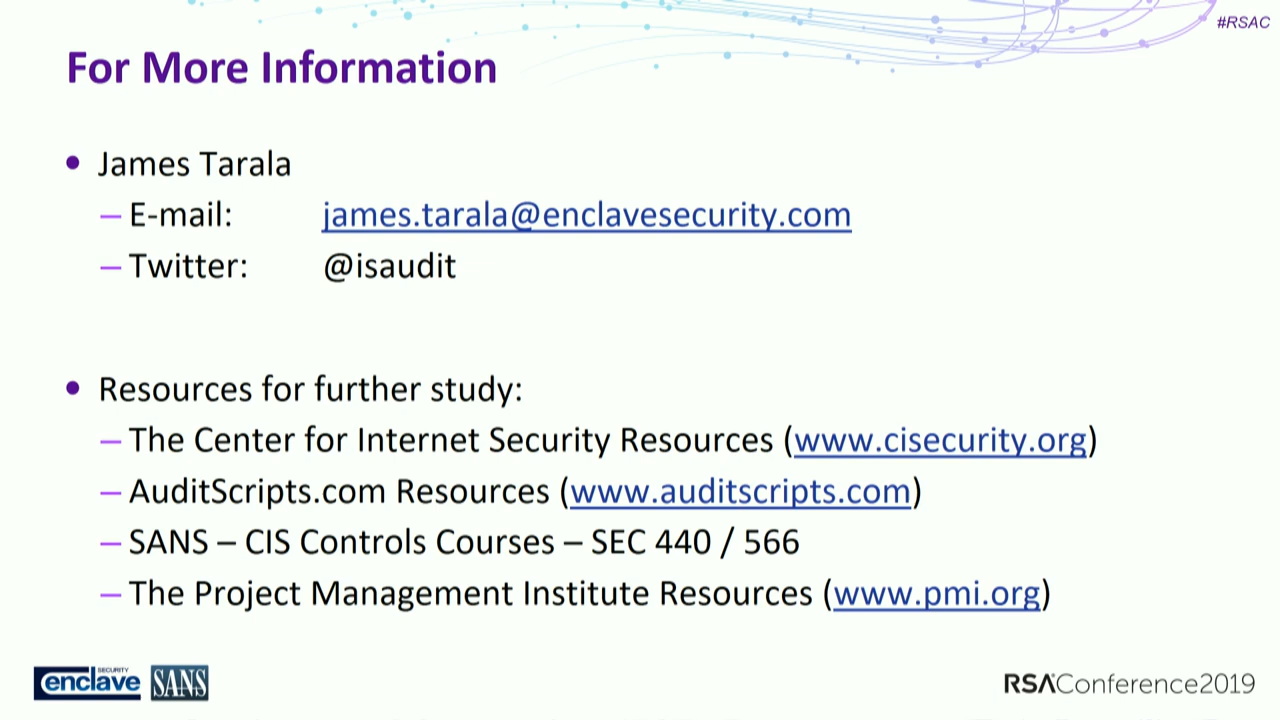 #RSAC
For More Information
• James Tarala
– E-mail: james.tarala@enclavesecurity.com
– Twitter: @isaudit
• Resources for further study:
– The Center for Internet Security Resources (www.cisecurity.org)
– AuditScripts.com Resources (www.auditscripts.com)
– SANS – CIS Controls Courses – SEC 440 / 566
– The Project Management Institute Resources (www.pmi.org)
SECURITY
enclave SANS
RSAConference2019